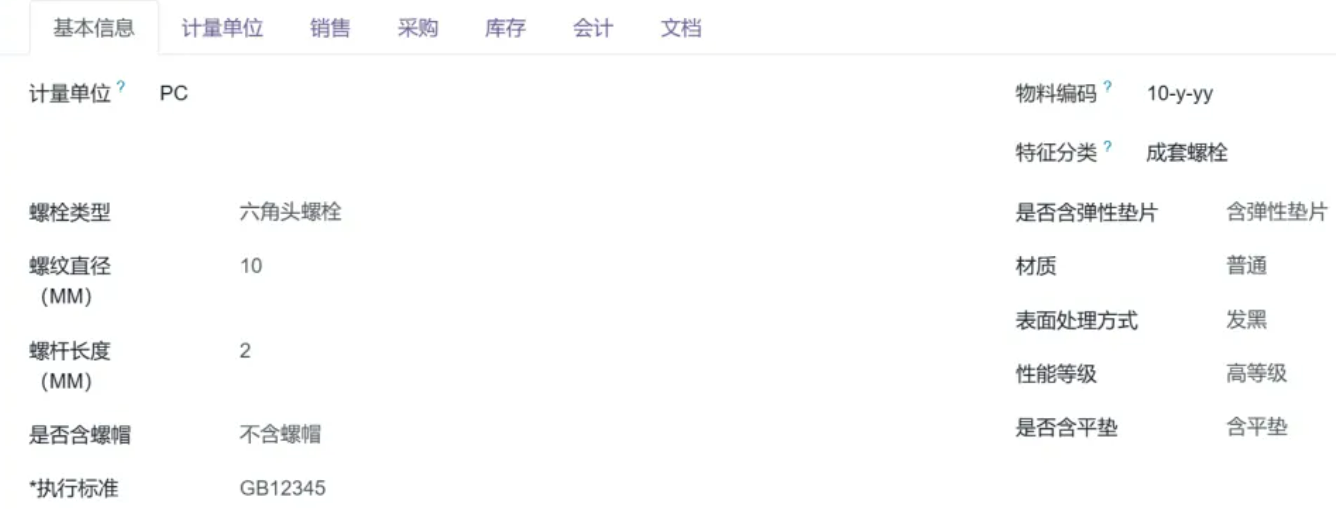 基本信息 计量单位 销售 采购 库存 会计 文档
计量单位? PC
物料编码? 10-y-yy
特征分类? 成套螺栓
螺栓类型 六角头螺栓
是否含弹性垫片 含弹性垫片
螺纹直径
（MM） 10
材质 普通
表面处理方式 发黑
螺杆长度
（MM） 2
性能等级 高等级
是否含螺帽 不含螺帽
是否含平垫 含平垫
*执行标准 GB12345